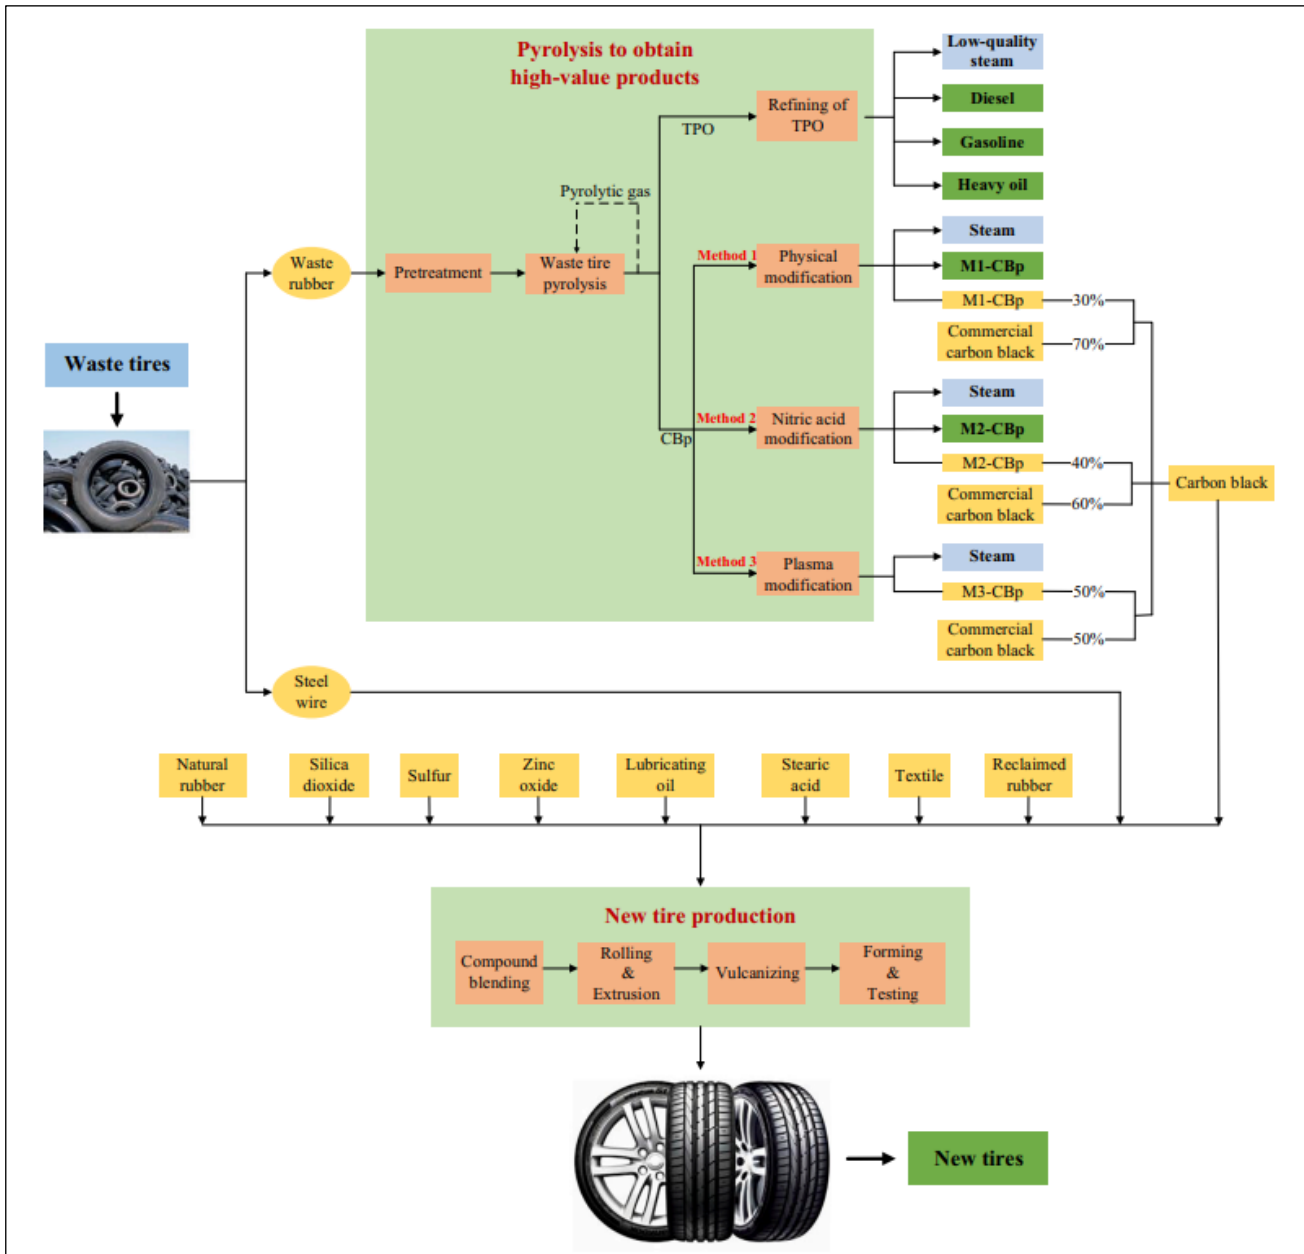 Pyrolysis to obtain
high-value products
Low-quality
steam
Diesel
Gasoline
Heavy oil
Refining of
TPO
TPO
Pyrolytic gas
Waste
rubber
Pretreatment
Waste tire
pyrolysis
Method 1
Physical
modification
Steam
M1-CBp
M1-CBp
30%
Commercial
carbon black
70%
Waste tires
CBp
Method 2
Nitric acid
modification
Steam
M2-CBp
M2-CBp
40%
Commercial
carbon black
60%
Carbon black
Method 3
Plasma
modification
Steam
M3-CBp
50%
Commercial
carbon black
50%
Steel
wire
Natural
rubber
Silica
dioxide
Sulfur
Zinc
oxide
Lubricating
oil
Stearic
acid
Textile
Reclaimed
rubber
New tire production
Compound
blending
Rolling
&
Extrusion
Vulcanizing
Forming
&
Testing
New tires